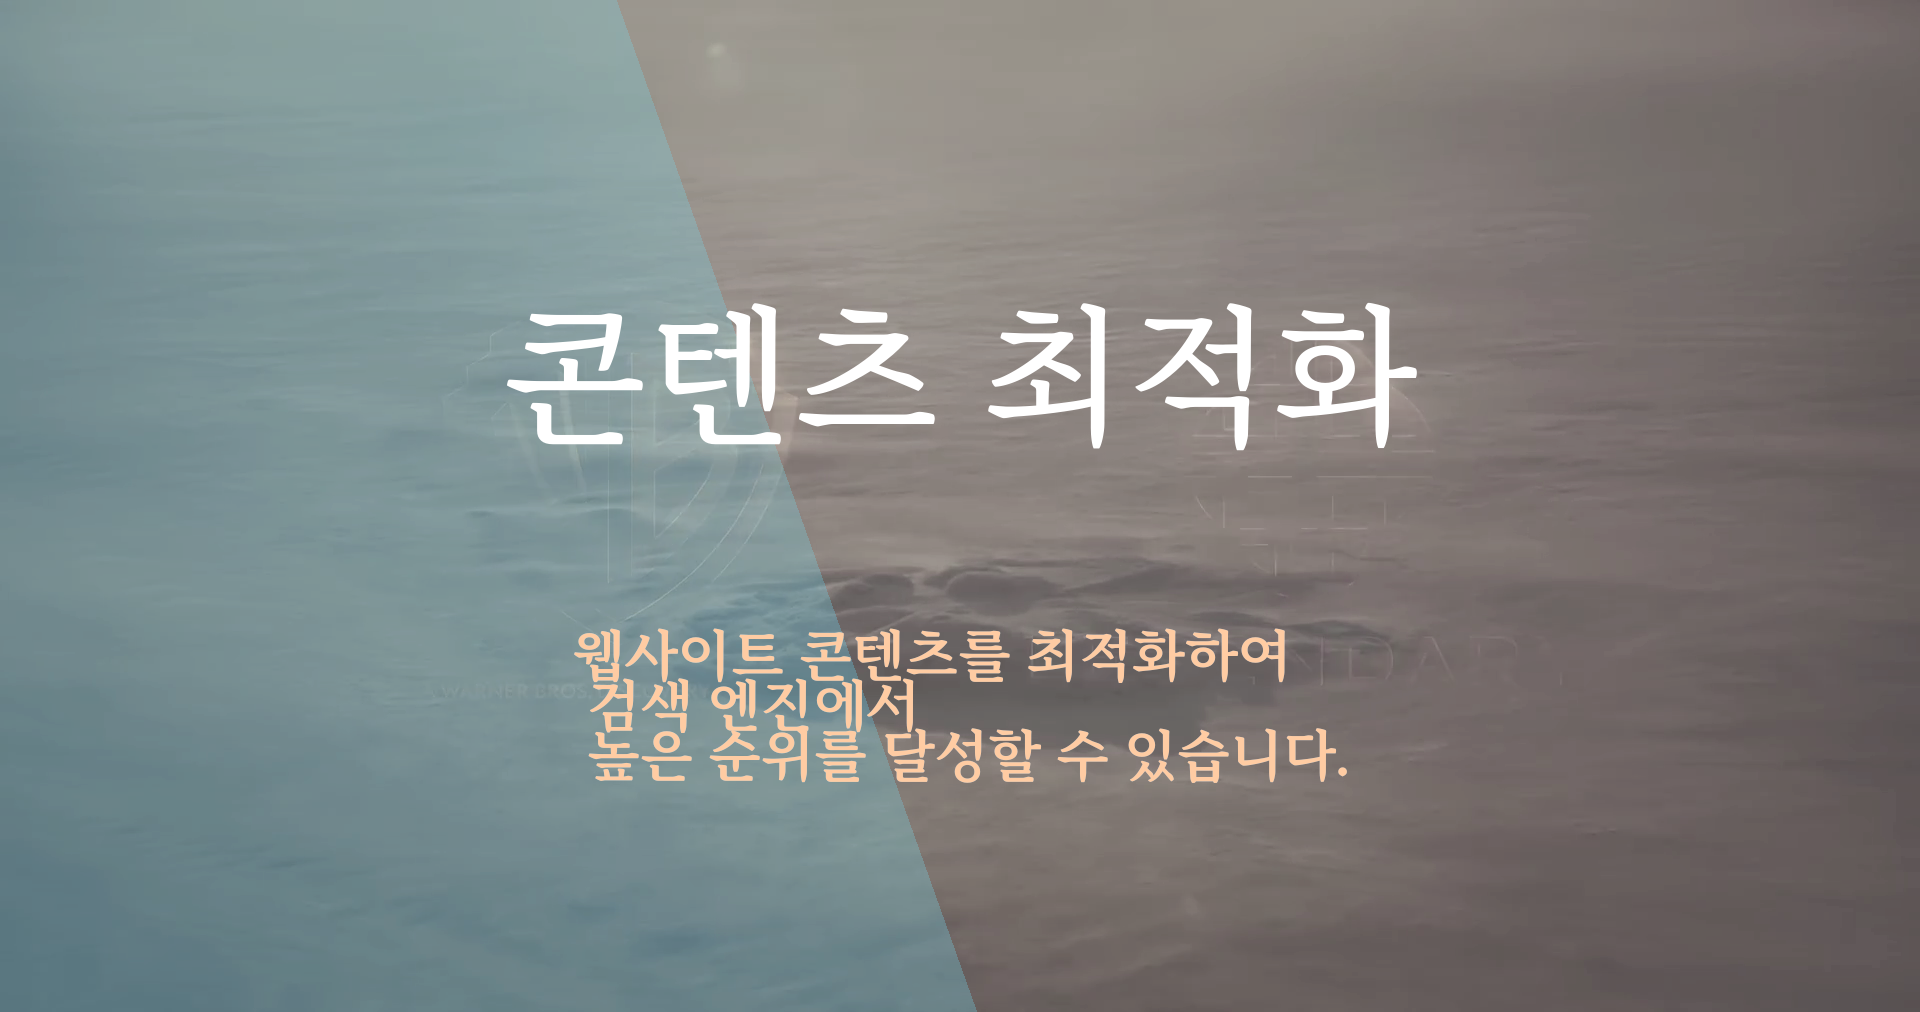 콘텐츠 최적화
웹사이트 콘텐츠를 최적화하여
검색 엔진에서
높은 순위를 달성할 수 있습니다.
WARNER BROS.